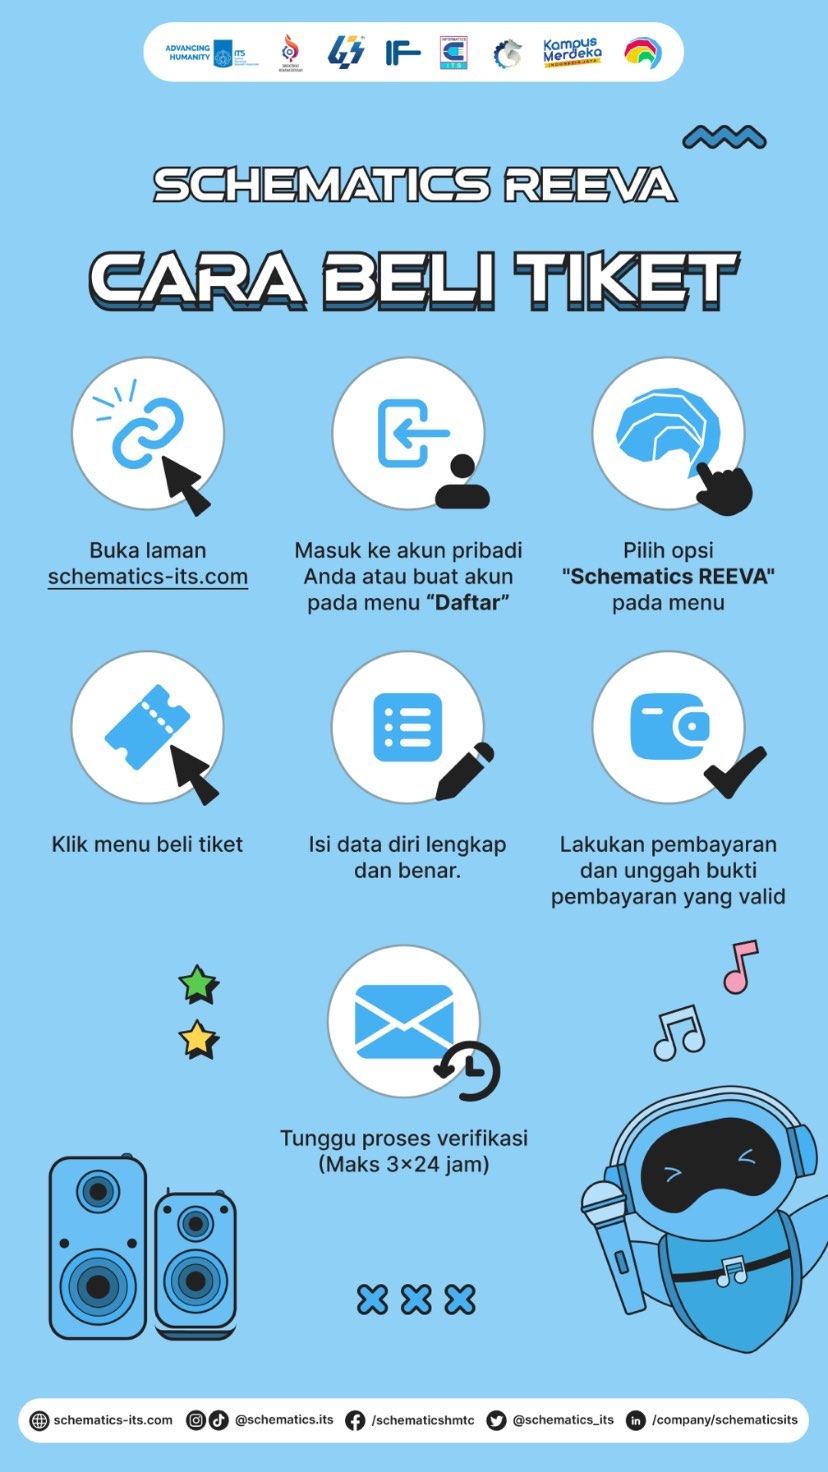 ADVANCING
HUMANITY
ITS
IF
INFORMATICS
ITS
Kampus
Merdeka
INDONESIA JAYA
SCHEMATICS REEVA
CARA BELI TIKET
Buka laman
schematics-its.com
Masuk ke akun pribadi
Anda atau buat akun
pada menu “Daftar”
Pilih opsi
"Schematics REEVA"
pada menu
Klik menu beli tiket
Isi data diri lengkap
dan benar.
Lakukan pembayaran
dan unggah bukti
pembayaran yang valid
Tunggu proses verifikasi
(Maks 3×24 jam)
schematics-its.com @schematics.its /schematicshmtc @schematics_its in /company/schematicsits